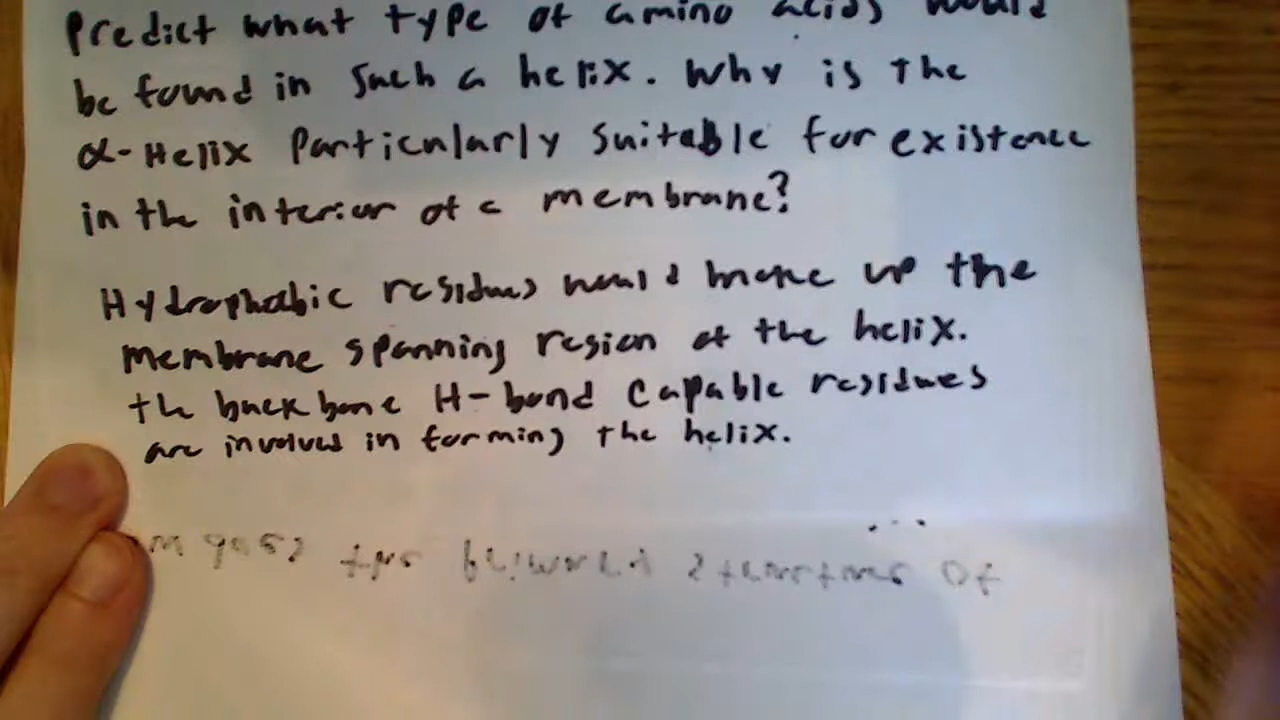 Predict what type of amino acids would
be found in such a helix. Why is the
α-Helix Particularly suitable for existence
in the interior of a membrane?
Hydrophobic residues would make up the
membrane spanning region of the helix.
the backbone H-bond capable residues
are involved in forming the helix.